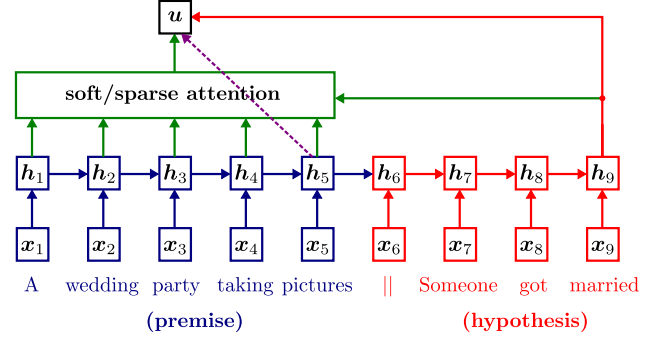 u
soft/sparse attention
h₁ h₂ h₃ h₄ h₅ h₆ h₇ h₈ h₉
x₁ x₂ x₃ x₄ x₅ x₆ x₇ x₈ x₉
A wedding party taking pictures || Someone got married
(premise) (hypothesis)